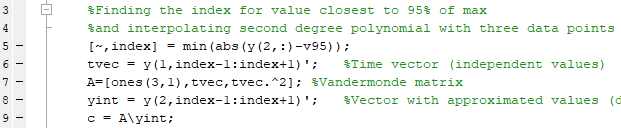 3 %Finding the index for value closest to 95% of max
4 %and interpolating second degree polynomial with three data points
5 - [~,index] = min(abs(y(2,:)-v95));
6 - tvec = y(1,index-1:index+1)'; %Time vector (independent values)
7 - A=[ones(3,1),tvec,tvec.^2]; %Vandermonde matrix
8 - yint = y(2,index-1:index+1)'; %Vector with approximated values (d
9 - c = A\yint;